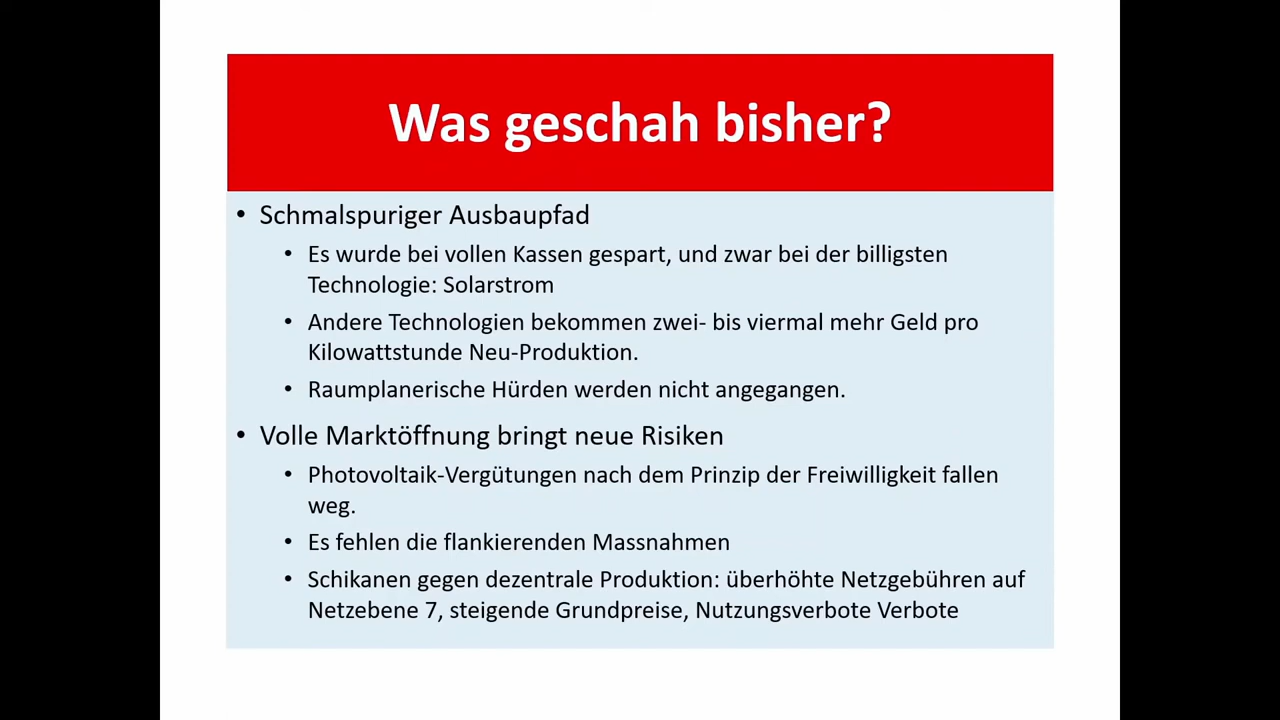 Was geschah bisher?
• Schmalspuriger Ausbaupfad
• Es wurde bei vollen Kassen gespart, und zwar bei der billigsten
Technologie: Solarstrom
• Andere Technologien bekommen zwei- bis viermal mehr Geld pro
Kilowattstunde Neu-Produktion.
• Raumplanerische Hürden werden nicht angegangen.
• Volle Marktöffnung bringt neue Risiken
• Photovoltaik-Vergütungen nach dem Prinzip der Freiwilligkeit fallen
weg.
• Es fehlen die flankierenden Massnahmen
• Schikanen gegen dezentrale Produktion: überhöhte Netzgebühren auf
Netzebene 7, steigende Grundpreise, Nutzungsverbote Verbote